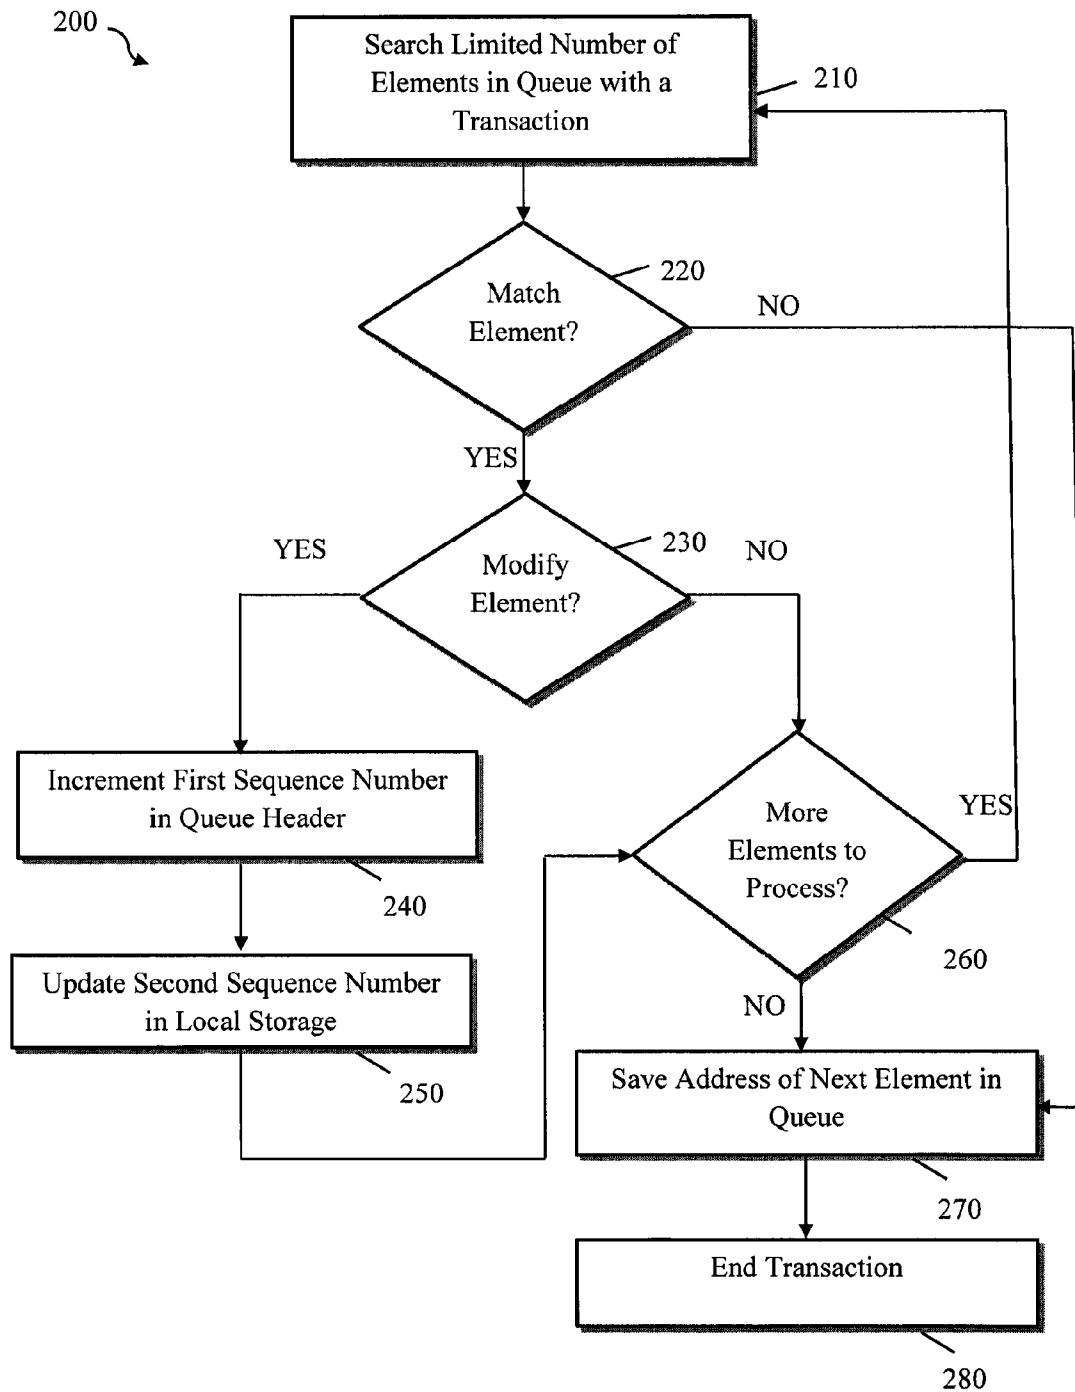 200
Search Limited Number of
Elements in Queue with a
Transaction
210
Match
Element?
220
NO
YES
Modify
Element?
230
YES
NO
Increment First Sequence Number
in Queue Header
240
More
Elements to
Process?
YES
260
Update Second Sequence Number
in Local Storage
250
NO
Save Address of Next Element in
Queue
270
End Transaction
280